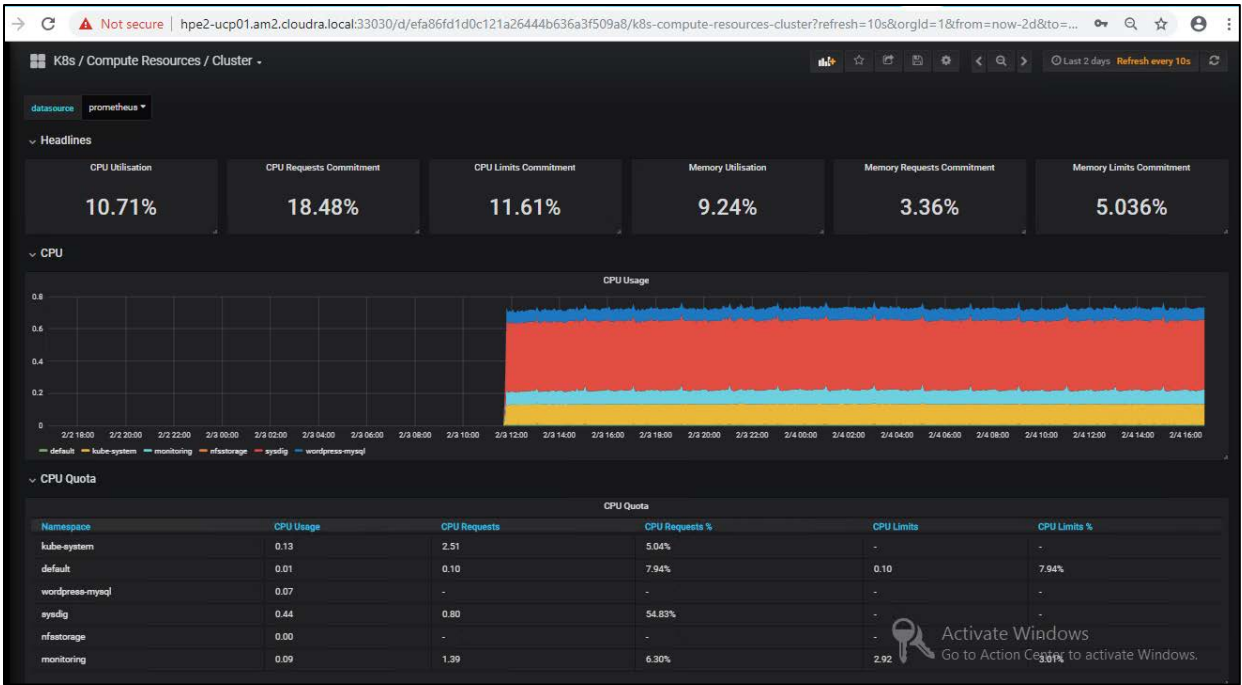 Not secure | hpe2-ucp01.am2.cloudra.local:33030/d/efa86fd1d0c121a26444b636a3f509a8/k8s-compute-resources-cluster?refresh=10s&orgId=1&from=now-2d&to=...
K8s / Compute Resources / Cluster
Last 2 days Refresh every 10s
datasource prometheus
Headlines
CPU Utilisation CPU Requests Commitment CPU Limits Commitment Memory Utilisation Memory Requests Commitment Memory Limits Commitment
10.71% 18.48% 11.61% 9.24% 3.36% 5.036%
CPU
CPU Usage
0.8
0.6
0.4
0.2
0
2/2 18:00 2/2 20:00 2/2 22:00 2/3 00:00 2/3 02:00 2/3 04:00 2/3 06:00 2/3 08:00 2/3 10:00 2/3 12:00 2/3 14:00 2/3 16:00 2/3 18:00 2/3 20:00 2/3 22:00 2/4 00:00 2/4 02:00 2/4 04:00 2/4 06:00 2/4 08:00 2/4 10:00 2/4 12:00 2/4 14:00 2/4 16:00
default kube-system monitoring nfsstorage sysdig wordpress-mysql
CPU Quota
CPU Quota
Namespace CPU Usage CPU Requests CPU Requests % CPU Limits CPU Limits %
kube-system 0.13 2.51 5.04% - -
default 0.01 0.10 7.94% 0.10 7.94%
wordpress-mysql 0.07 - - - -
sysdig 0.44 0.80 54.83% - -
nfsstorage 0.00 - - - -
monitoring 0.09 1.39 6.30% 2.92 3.01%
Activate Windows
Go to Action Center to activate Windows.